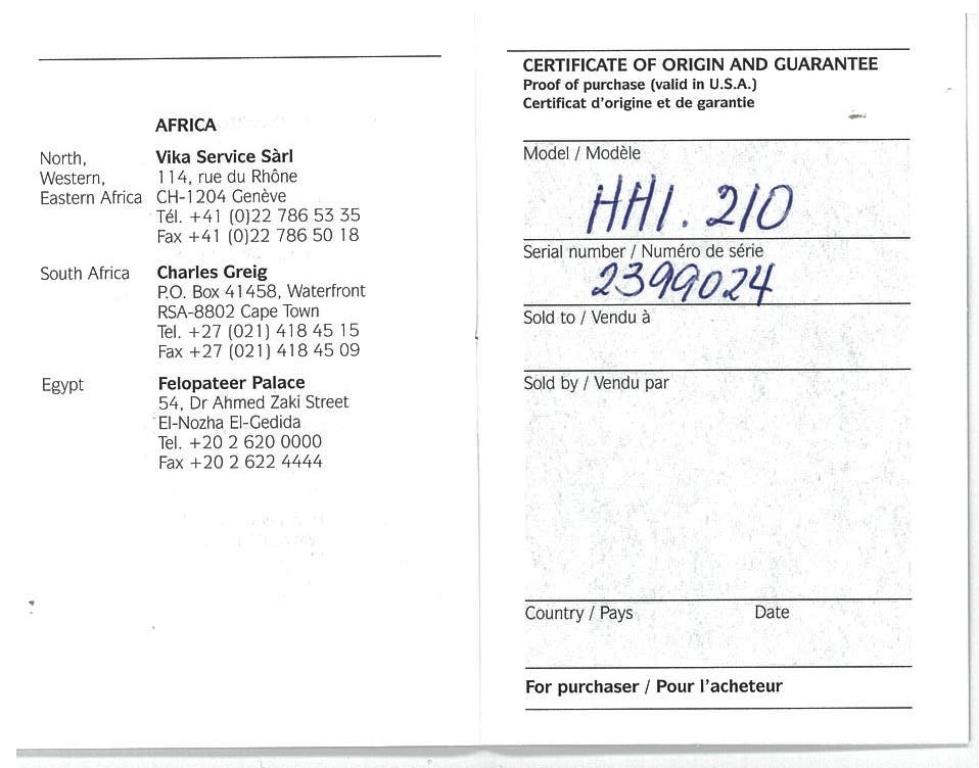 AFRICA
North, Vika Service Sàrl
Western, 114, rue du Rhône
Eastern Africa CH-1204 Genève
Tél. +41 (0)22 786 53 35
Fax +41 (0)22 786 50 18
South Africa Charles Greig
P.O. Box 41458, Waterfront
RSA-8802 Cape Town
Tel. +27 (021) 418 45 15
Fax +27 (021) 418 45 09
Egypt Felopateer Palace
54, Dr Ahmed Zaki Street
El-Nozha El-Gedida
Tel. +20 2 620 0000
Fax +20 2 622 4444
CERTIFICATE OF ORIGIN AND GUARANTEE
Proof of purchase (valid in U.S.A.)
Certificat d'origine et de garantie
Model / Modèle
HH1.210
Serial number / Numéro de série
2399024
Sold to / Vendu à
Sold by / Vendu par
Country / Pays Date
For purchaser / Pour l'acheteur